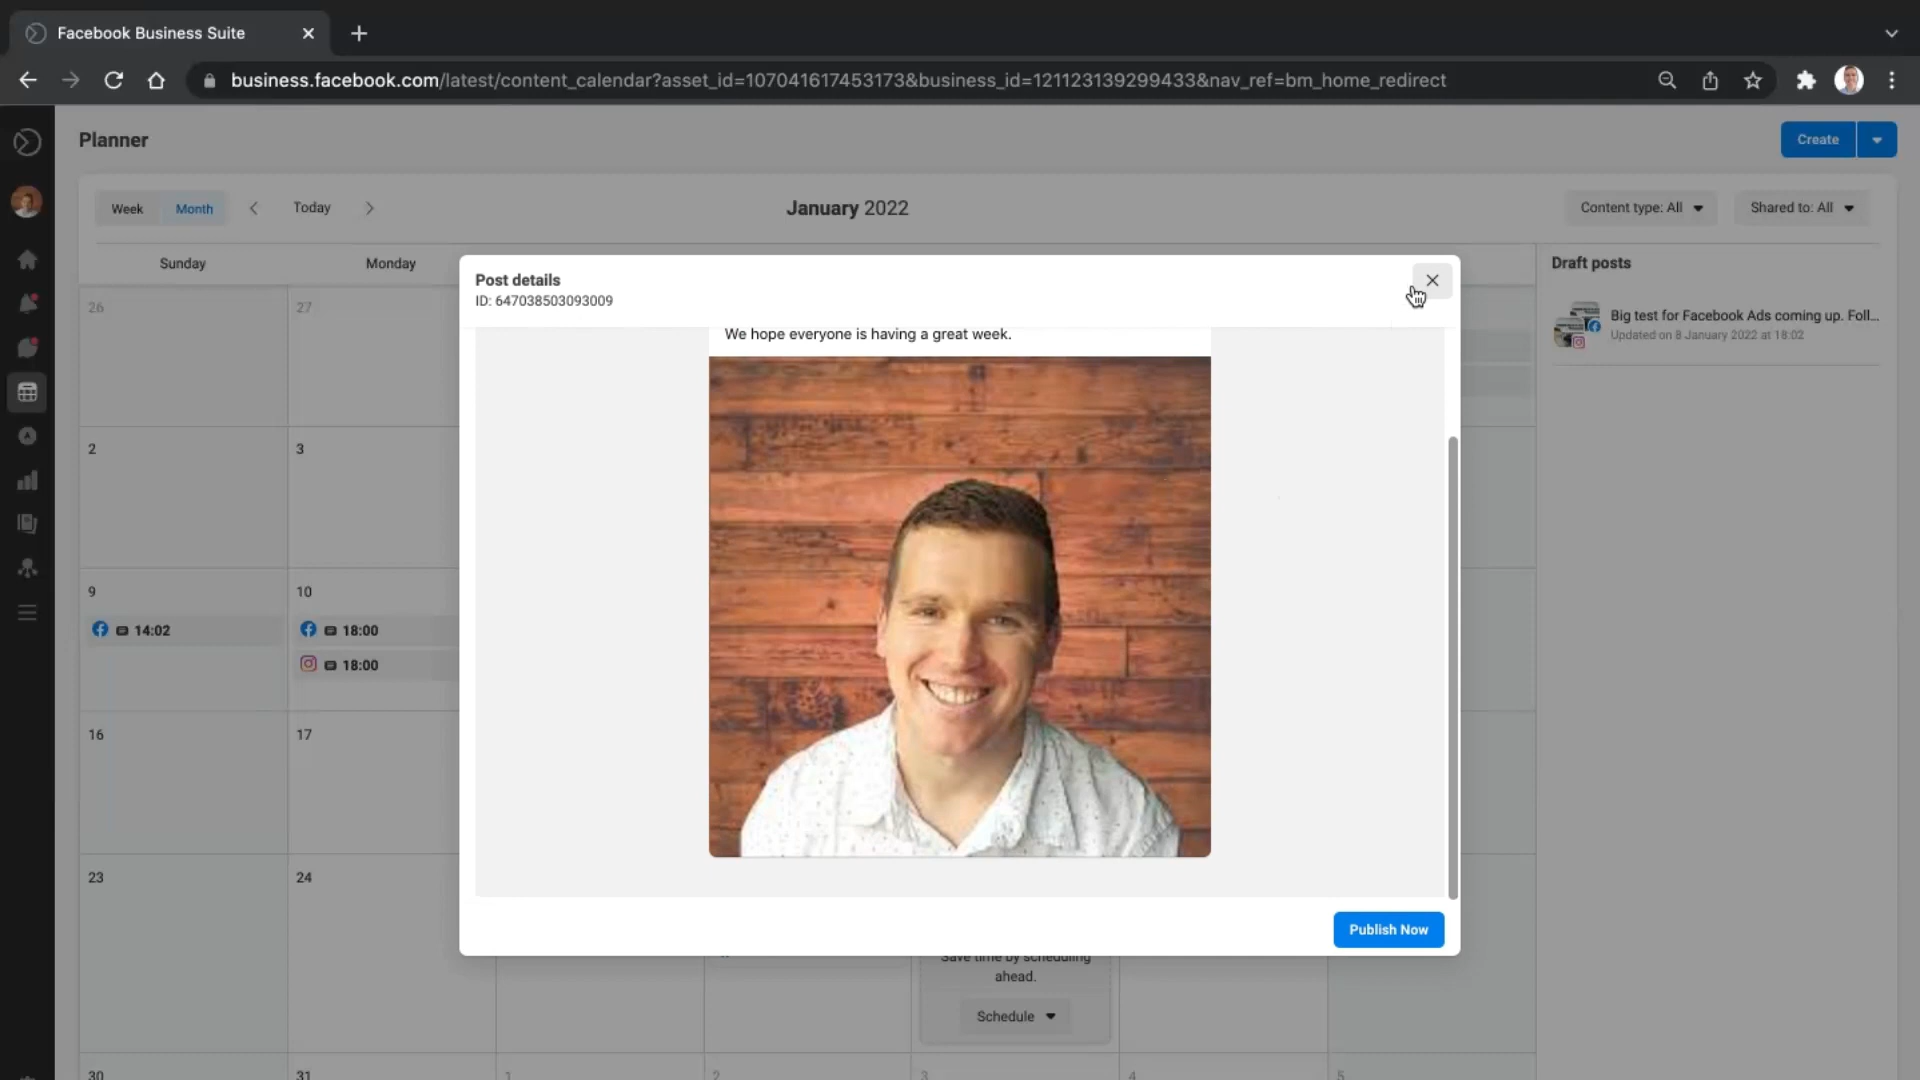 Facebook Business Suite
business.facebook.com/latest/content_calendar?asset_id=107041617453173&business_id=121123139299433&nav_ref=bm_home_redirect
Planner
Create
Week
Month
Today
January 2022
Content type: All
Shared to: All
Sunday
Monday
Draft posts
Big test for Facebook Ads coming up. Foll...
Updated on 8 January 2022 at 18:02
Post details
ID: 647038503093009
We hope everyone is having a great week.
Publish Now
26
27
2
3
9
14:02
10
18:00
18:00
16
17
23
24
Save time by scheduling
ahead.
Schedule
30
31
1
2
3
4
5